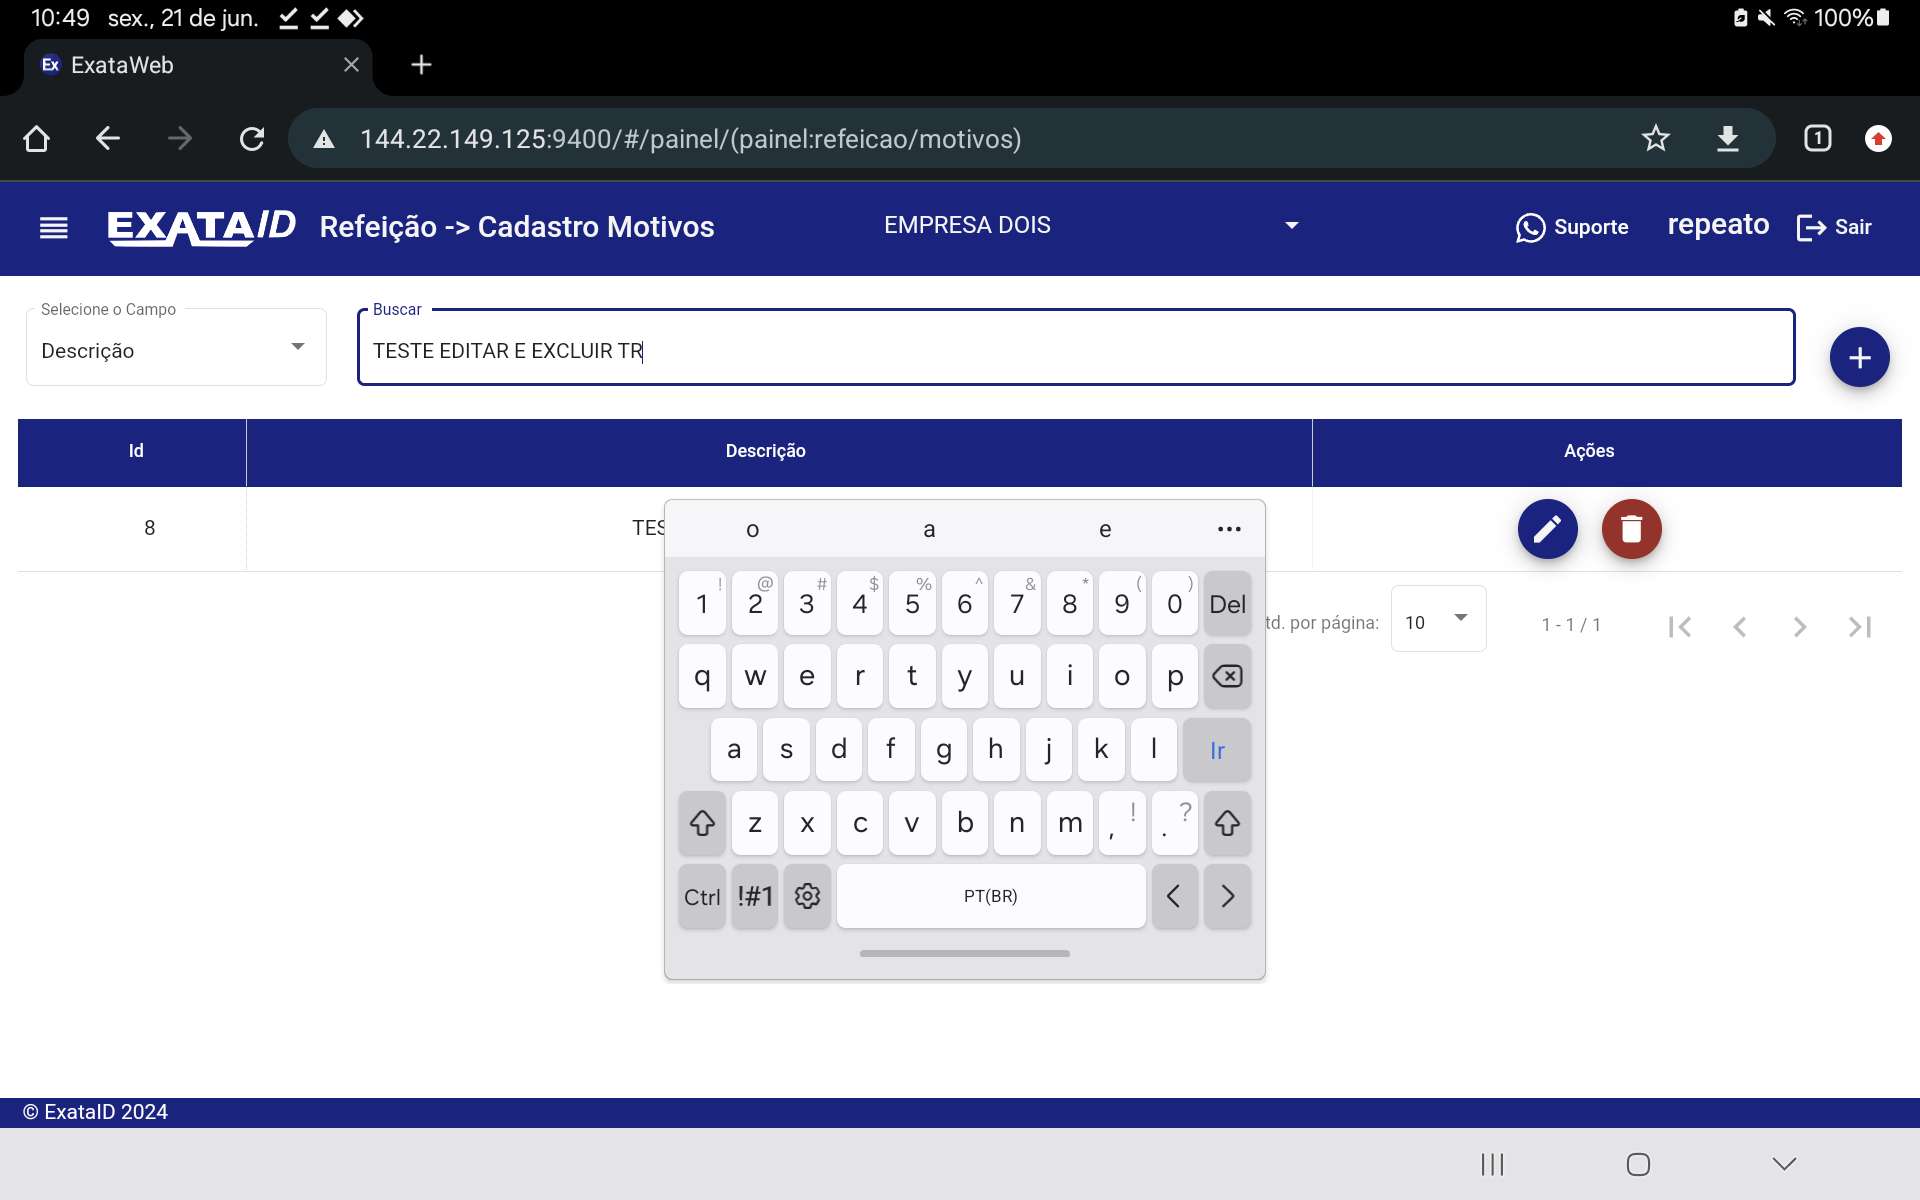 10:49 sex., 21 de jun. 100%
Ex ExataWeb
144.22.149.125:9400/#/painel/(painel:refeicao/motivos) 1
EXATAID Refeição -> Cadastro Motivos EMPRESA DOIS Suporte repeato Sair
Selecione o Campo Buscar
Descrição TESTE EDITAR E EXCLUIR TR
Id Descrição Ações
8 TES
o a e
! @ # $ % ^ & * ( )
1 2 3 4 5 6 7 8 9 0 Del
td. por página: 10 1 - 1 / 1
q w e r t y u i o p
a s d f g h j k l Ir
z x c v b n m , ! . ?
Ctrl !#1 PT(BR)
© ExataID 2024